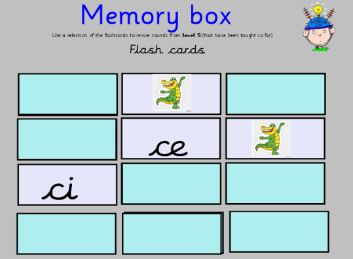 Memory box
Use a selection of the flashcards to revise sounds from level 5 (that have been taught so far)
Flash cards
ce
ci